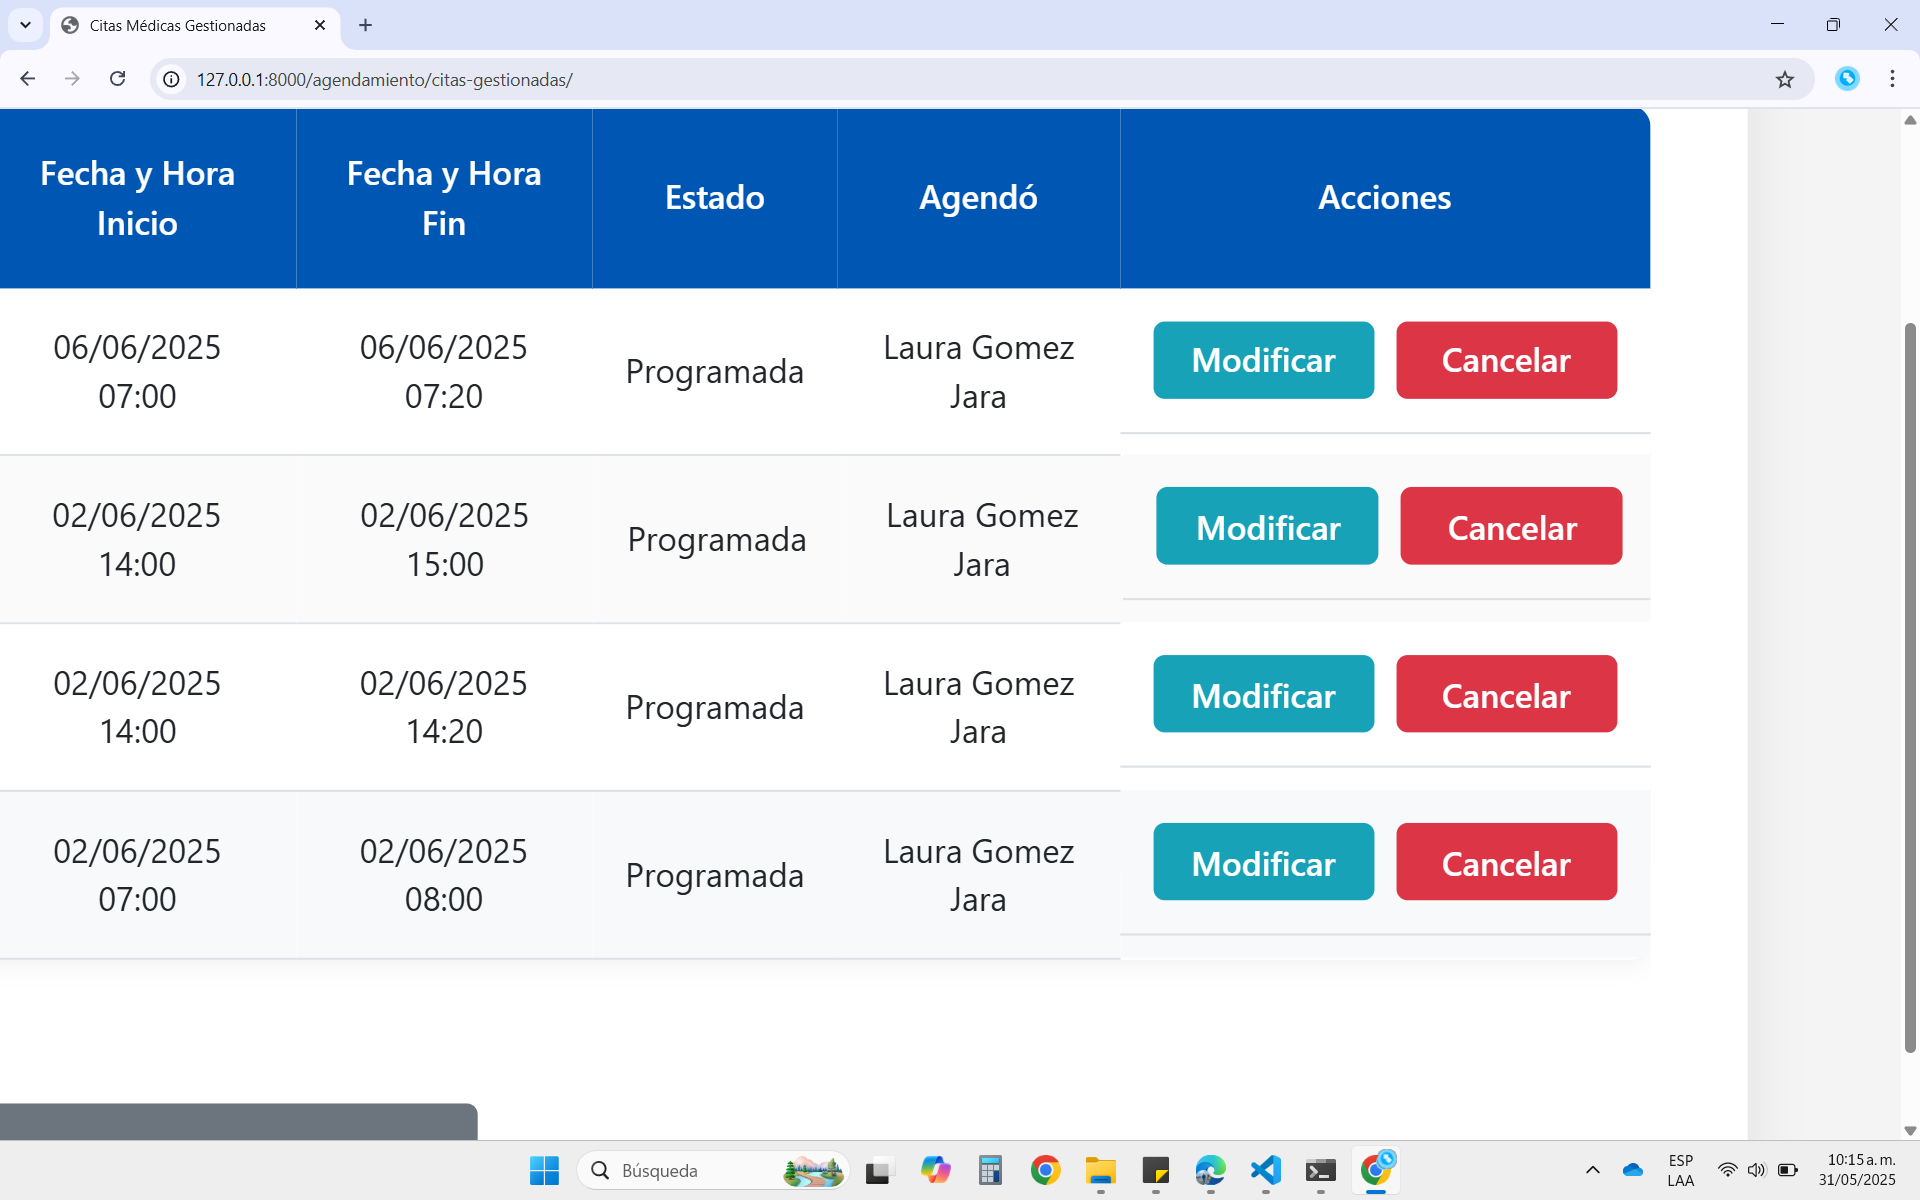 Citas Médicas Gestionadas
127.0.0.1:8000/agendamiento/citas-gestionadas/
Fecha y Hora Inicio
Fecha y Hora Fin
Estado
Agendó
Acciones
06/06/2025 07:00
06/06/2025 07:20
Programada
Laura Gomez Jara
Modificar
Cancelar
02/06/2025 14:00
02/06/2025 15:00
Programada
Laura Gomez Jara
Modificar
Cancelar
02/06/2025 14:00
02/06/2025 14:20
Programada
Laura Gomez Jara
Modificar
Cancelar
02/06/2025 07:00
02/06/2025 08:00
Programada
Laura Gomez Jara
Modificar
Cancelar
Búsqueda
ESP
LAA
10:15 a. m.
31/05/2025